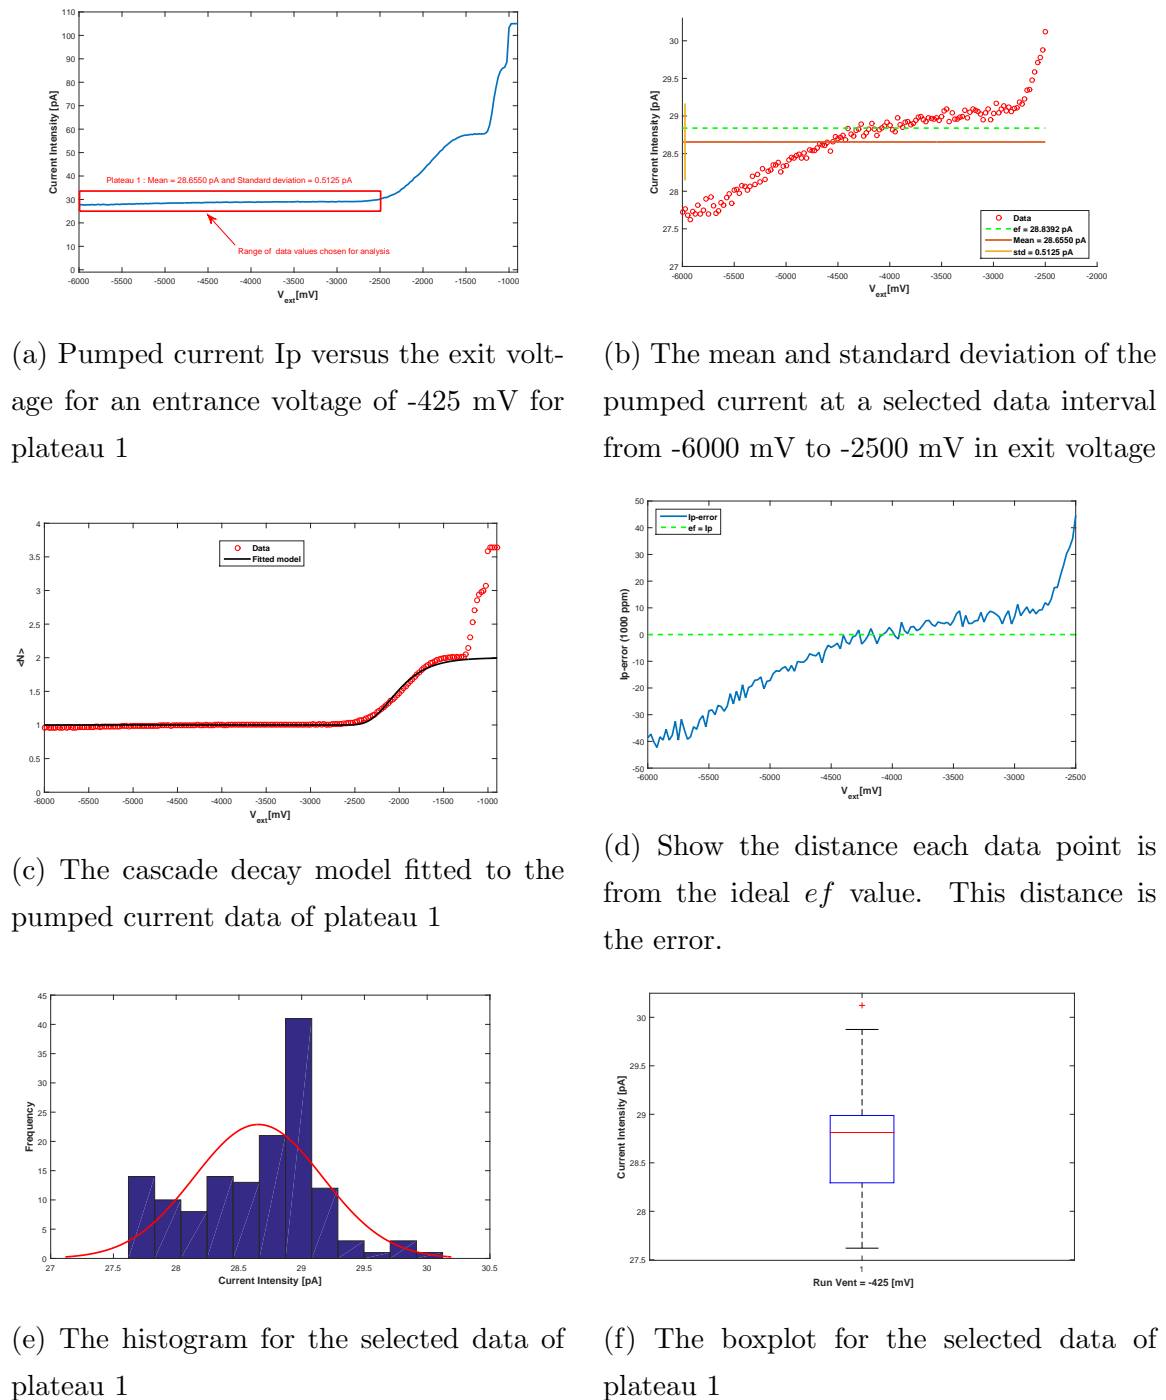 110
100
90
80
70
60
50
40
30
20
10
0
Current Intensity [pA]
Plateau 1 : Mean = 28.6550 pA and Standard deviation = 0.5125 pA
Range of data values chosen for analysis
-6000 -5500 -5000 -4500 -4000 -3500 -3000 -2500 -2000 -1500 -1000
V_ext[mV]
30
29.5
29
28.5
28
27.5
27
Current Intensity [pA]
Data
ef = 28.8392 pA
Mean = 28.6550 pA
std = 0.5125 pA
-6000 -5500 -5000 -4500 -4000 -3500 -3000 -2500 -2000
V_ext[mV]
(a) Pumped current Ip versus the exit volt-
age for an entrance voltage of -425 mV for
plateau 1
(b) The mean and standard deviation of the
pumped current at a selected data interval
from -6000 mV to -2500 mV in exit voltage
4
3.5
3
2.5
2
1.5
1
0.5
0
<N>
Data
Fitted model
-6000 -5000 -4000 -3000 -2000 -1000
V_ext[mV]
50
40
30
20
10
0
-10
-20
-30
-40
-50
Ip-error (1000 ppm)
Ip-error
ef = Ip
-6000 -5500 -5000 -4500 -4000 -3500 -3000 -2500
V_ext[mV]
(c) The cascade decay model fitted to the
pumped current data of plateau 1
(d) Show the distance each data point is
from the ideal ef value. This distance is
the error.
45
40
35
30
25
20
15
10
5
0
Frequency
27 27.5 28 28.5 29 29.5 30 30.5
Current Intensity [pA]
30
29.5
29
28.5
28
27.5
Current Intensity [pA]
1
Run Vent = -425 [mV]
(e) The histogram for the selected data of
plateau 1
(f) The boxplot for the selected data of
plateau 1